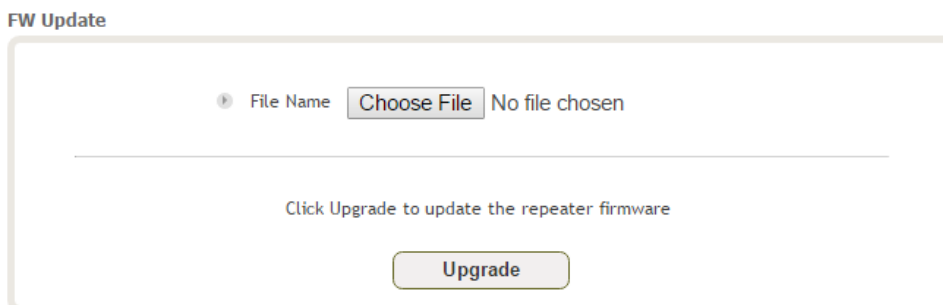 FW Update
File Name Choose File No file chosen
Click Upgrade to update the repeater firmware
Upgrade